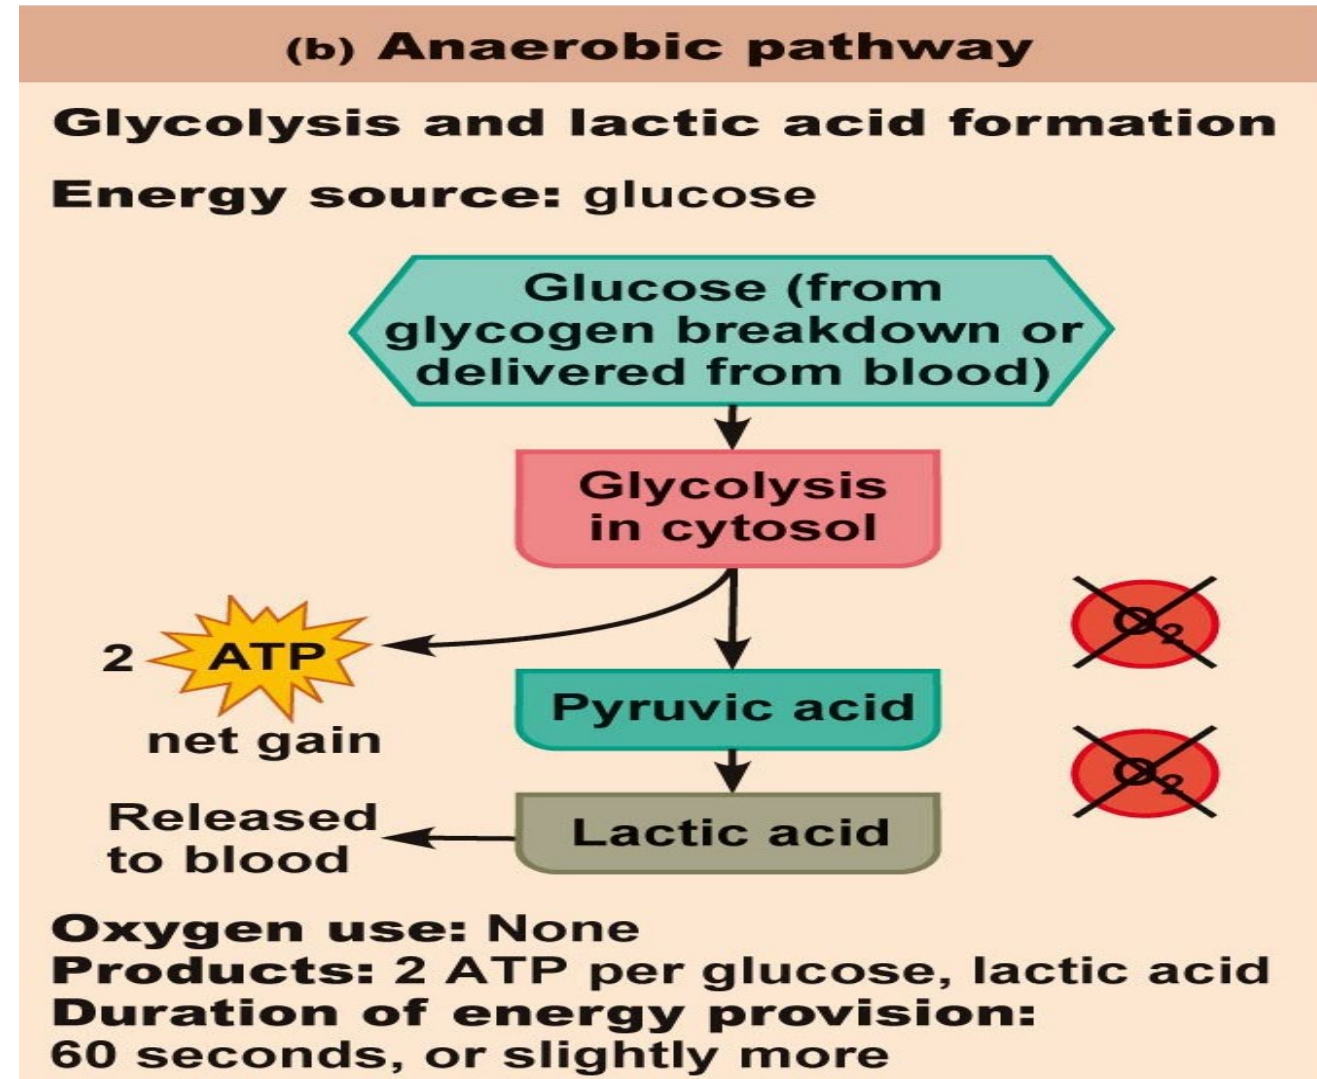 (b) Anaerobic pathway
Glycolysis and lactic acid formation
Energy source: glucose
Glucose (from
glycogen breakdown or
delivered from blood)
Glycolysis
in cytosol
2 ATP
net gain
O2
Pyruvic acid
O2
Released
to blood
Lactic acid
Oxygen use: None
Products: 2 ATP per glucose, lactic acid
Duration of energy provision:
60 seconds, or slightly more